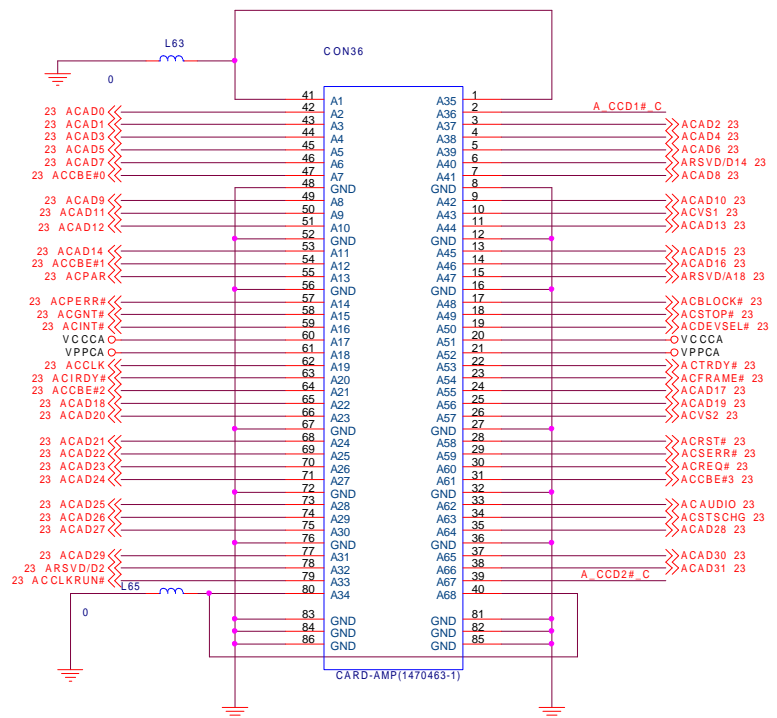 L63
CON36
0
41 A1 A35 1
42 A2 A36 2 A_CCD1#_C
23 ACAD0 43 A3 A37 3 ACAD2 23
23 ACAD1 44 A4 A38 4 ACAD4 23
23 ACAD3 45 A5 A39 5 ACAD6 23
23 ACAD5 46 A6 A40 6 ARSVD/D14 23
23 ACAD7 47 A7 A41 7 ACAD8 23
23 ACCBE#0 48 GND GND 8
23 ACAD9 49 A8 A42 9 ACAD10 23
23 ACAD11 50 A9 A43 10 ACVS1 23
23 ACAD12 51 A10 A44 11 ACAD13 23
52 GND GND 12
23 ACAD14 53 A11 A45 13 ACAD15 23
23 ACCBE#1 54 A12 A46 14 ACAD16 23
23 ACPAR 55 A13 A47 15 ARSVD/A18 23
56 GND GND 16
23 ACPERR# 57 A14 A48 17 ACBLOCK# 23
23 ACGNT# 58 A15 A49 18 ACSTOP# 23
23 ACINT# 59 A16 A50 19 ACDEVSEL# 23
VCCCA 60 A17 A51 20 VCCCA
VPPCA 61 A18 A52 21 VPPCA
23 ACCLK 62 A19 A53 22 ACTRDY# 23
23 ACIRDY# 63 A20 A54 23 ACFRAME# 23
23 ACCBE#2 64 A21 A55 24 ACAD17 23
23 ACAD18 65 A22 A56 25 ACAD19 23
23 ACAD20 66 A23 A57 26 ACVS2 23
67 GND GND 27
23 ACAD21 68 A24 A58 28 ACRST# 23
23 ACAD22 69 A25 A59 29 ACSERR# 23
23 ACAD23 70 A26 A60 30 ACREQ# 23
23 ACAD24 71 A27 A61 31 ACCBE#3 23
72 GND GND 32
23 ACAD25 73 A28 A62 33 ACAUDIO 23
23 ACAD26 74 A29 A63 34 ACSTSCHG 23
23 ACAD27 75 A30 A64 35 ACAD28 23
76 GND GND 36
23 ACAD29 77 A31 A65 37 ACAD30 23
23 ARSVD/D2 78 A32 A66 38 ACAD31 23
23 ACCLKRUN# 79 A33 A67 39 A_CCD2#_C
L65 80 A34 A68 40
0
83 GND GND 81
84 GND GND 82
86 GND GND 85
CARD-AMP(1470463-1)